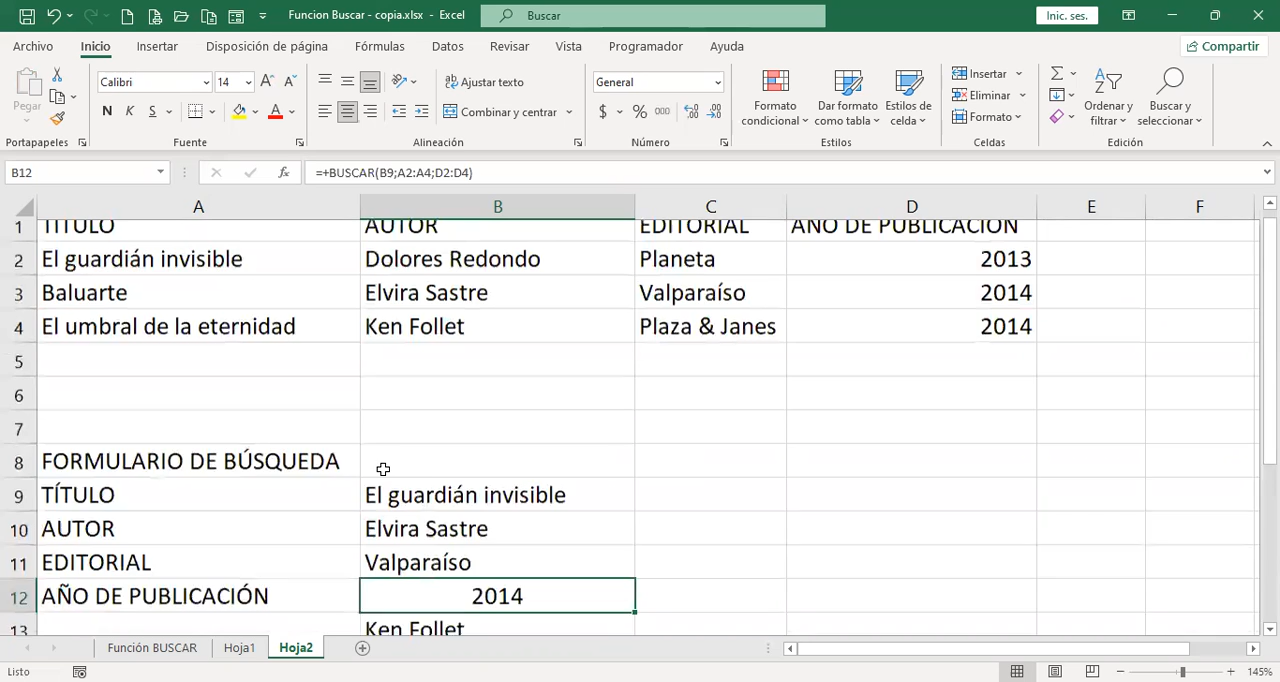 Funcion Buscar - copia.xlsx - Excel
Buscar
Inic. ses.
Archivo Inicio Insertar Disposición de página Fórmulas Datos Revisar Vista Programador Ayuda
Compartir
Pegar
Portapapeles
Calibri 14
N K S
Fuente
Ajustar texto
Combinar y centrar
Alineación
General
$ % 000
Número
Formato condicional
Dar formato como tabla
Estilos de celda
Estilos
Insertar
Eliminar
Formato
Celdas
Ordenar y filtrar
Buscar y seleccionar
Edición
B12 =+BUSCAR(B9;A2:A4;D2:D4)
A B C D E F
1 TÍTULO AUTOR EDITORIAL AÑO DE PUBLICACIÓN
2 El guardián invisible Dolores Redondo Planeta 2013
3 Baluarte Elvira Sastre Valparaíso 2014
4 El umbral de la eternidad Ken Follet Plaza & Janes 2014
5
6
7
8 FORMULARIO DE BÚSQUEDA
9 TÍTULO El guardián invisible
10 AUTOR Elvira Sastre
11 EDITORIAL Valparaíso
12 AÑO DE PUBLICACIÓN 2014
13 Ken Follet
Función BUSCAR Hoja1 Hoja2
Listo 145%